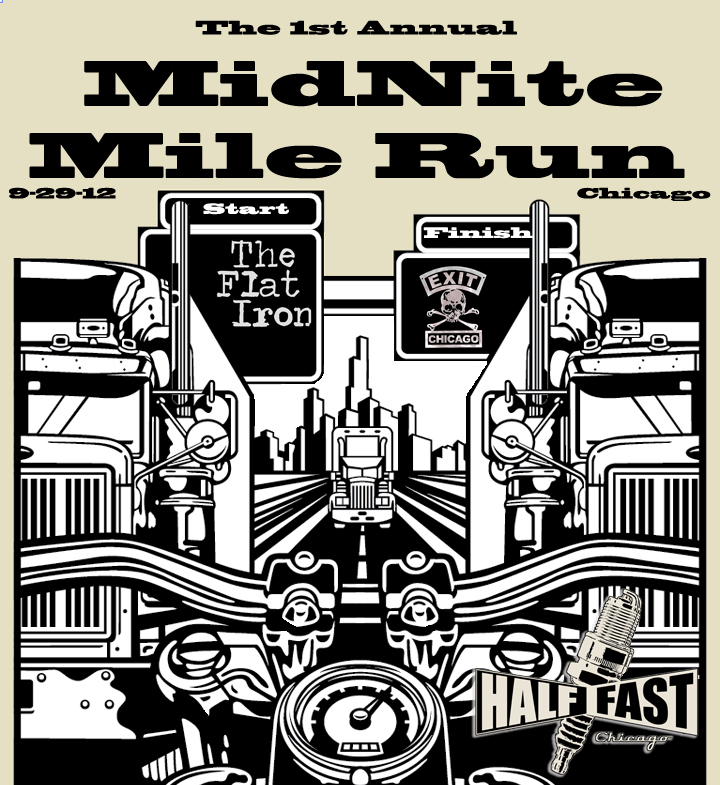 The 1st Annual
MidNite
Mile Run
9-29-12
Chicago
Start
The
Flat
Iron
Finish
EXIT
CHICAGO
HALF FAST
Chicago